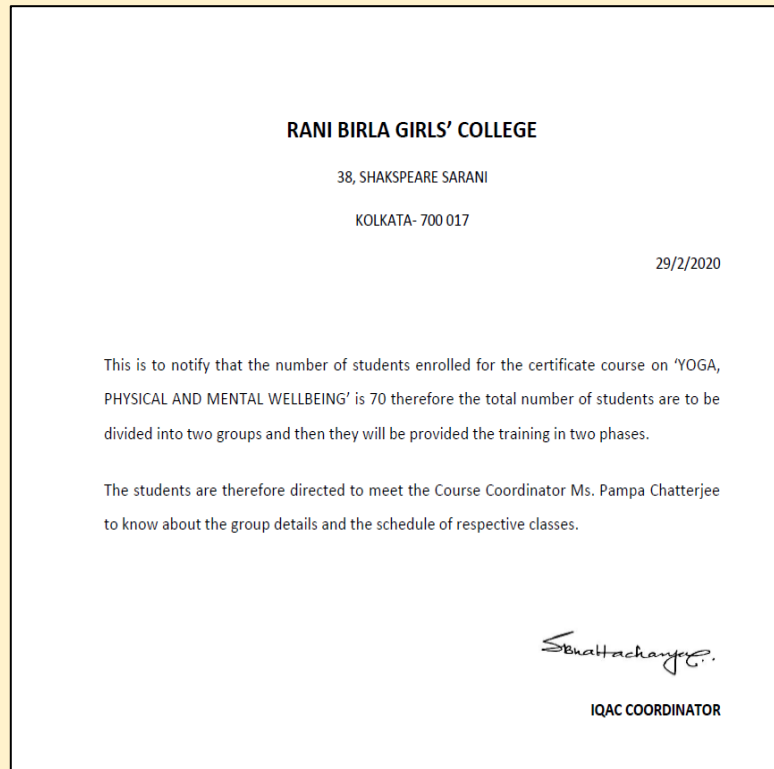 RANI BIRLA GIRLS' COLLEGE
38, SHAKSPEARE SARANI
KOLKATA- 700 017
29/2/2020
This is to notify that the number of students enrolled for the certificate course on 'YOGA,
PHYSICAL AND MENTAL WELLBEING' is 70 therefore the total number of students are to be
divided into two groups and then they will be provided the training in two phases.
The students are therefore directed to meet the Course Coordinator Ms. Pampa Chatterjee
to know about the group details and the schedule of respective classes.
IQAC COORDINATOR